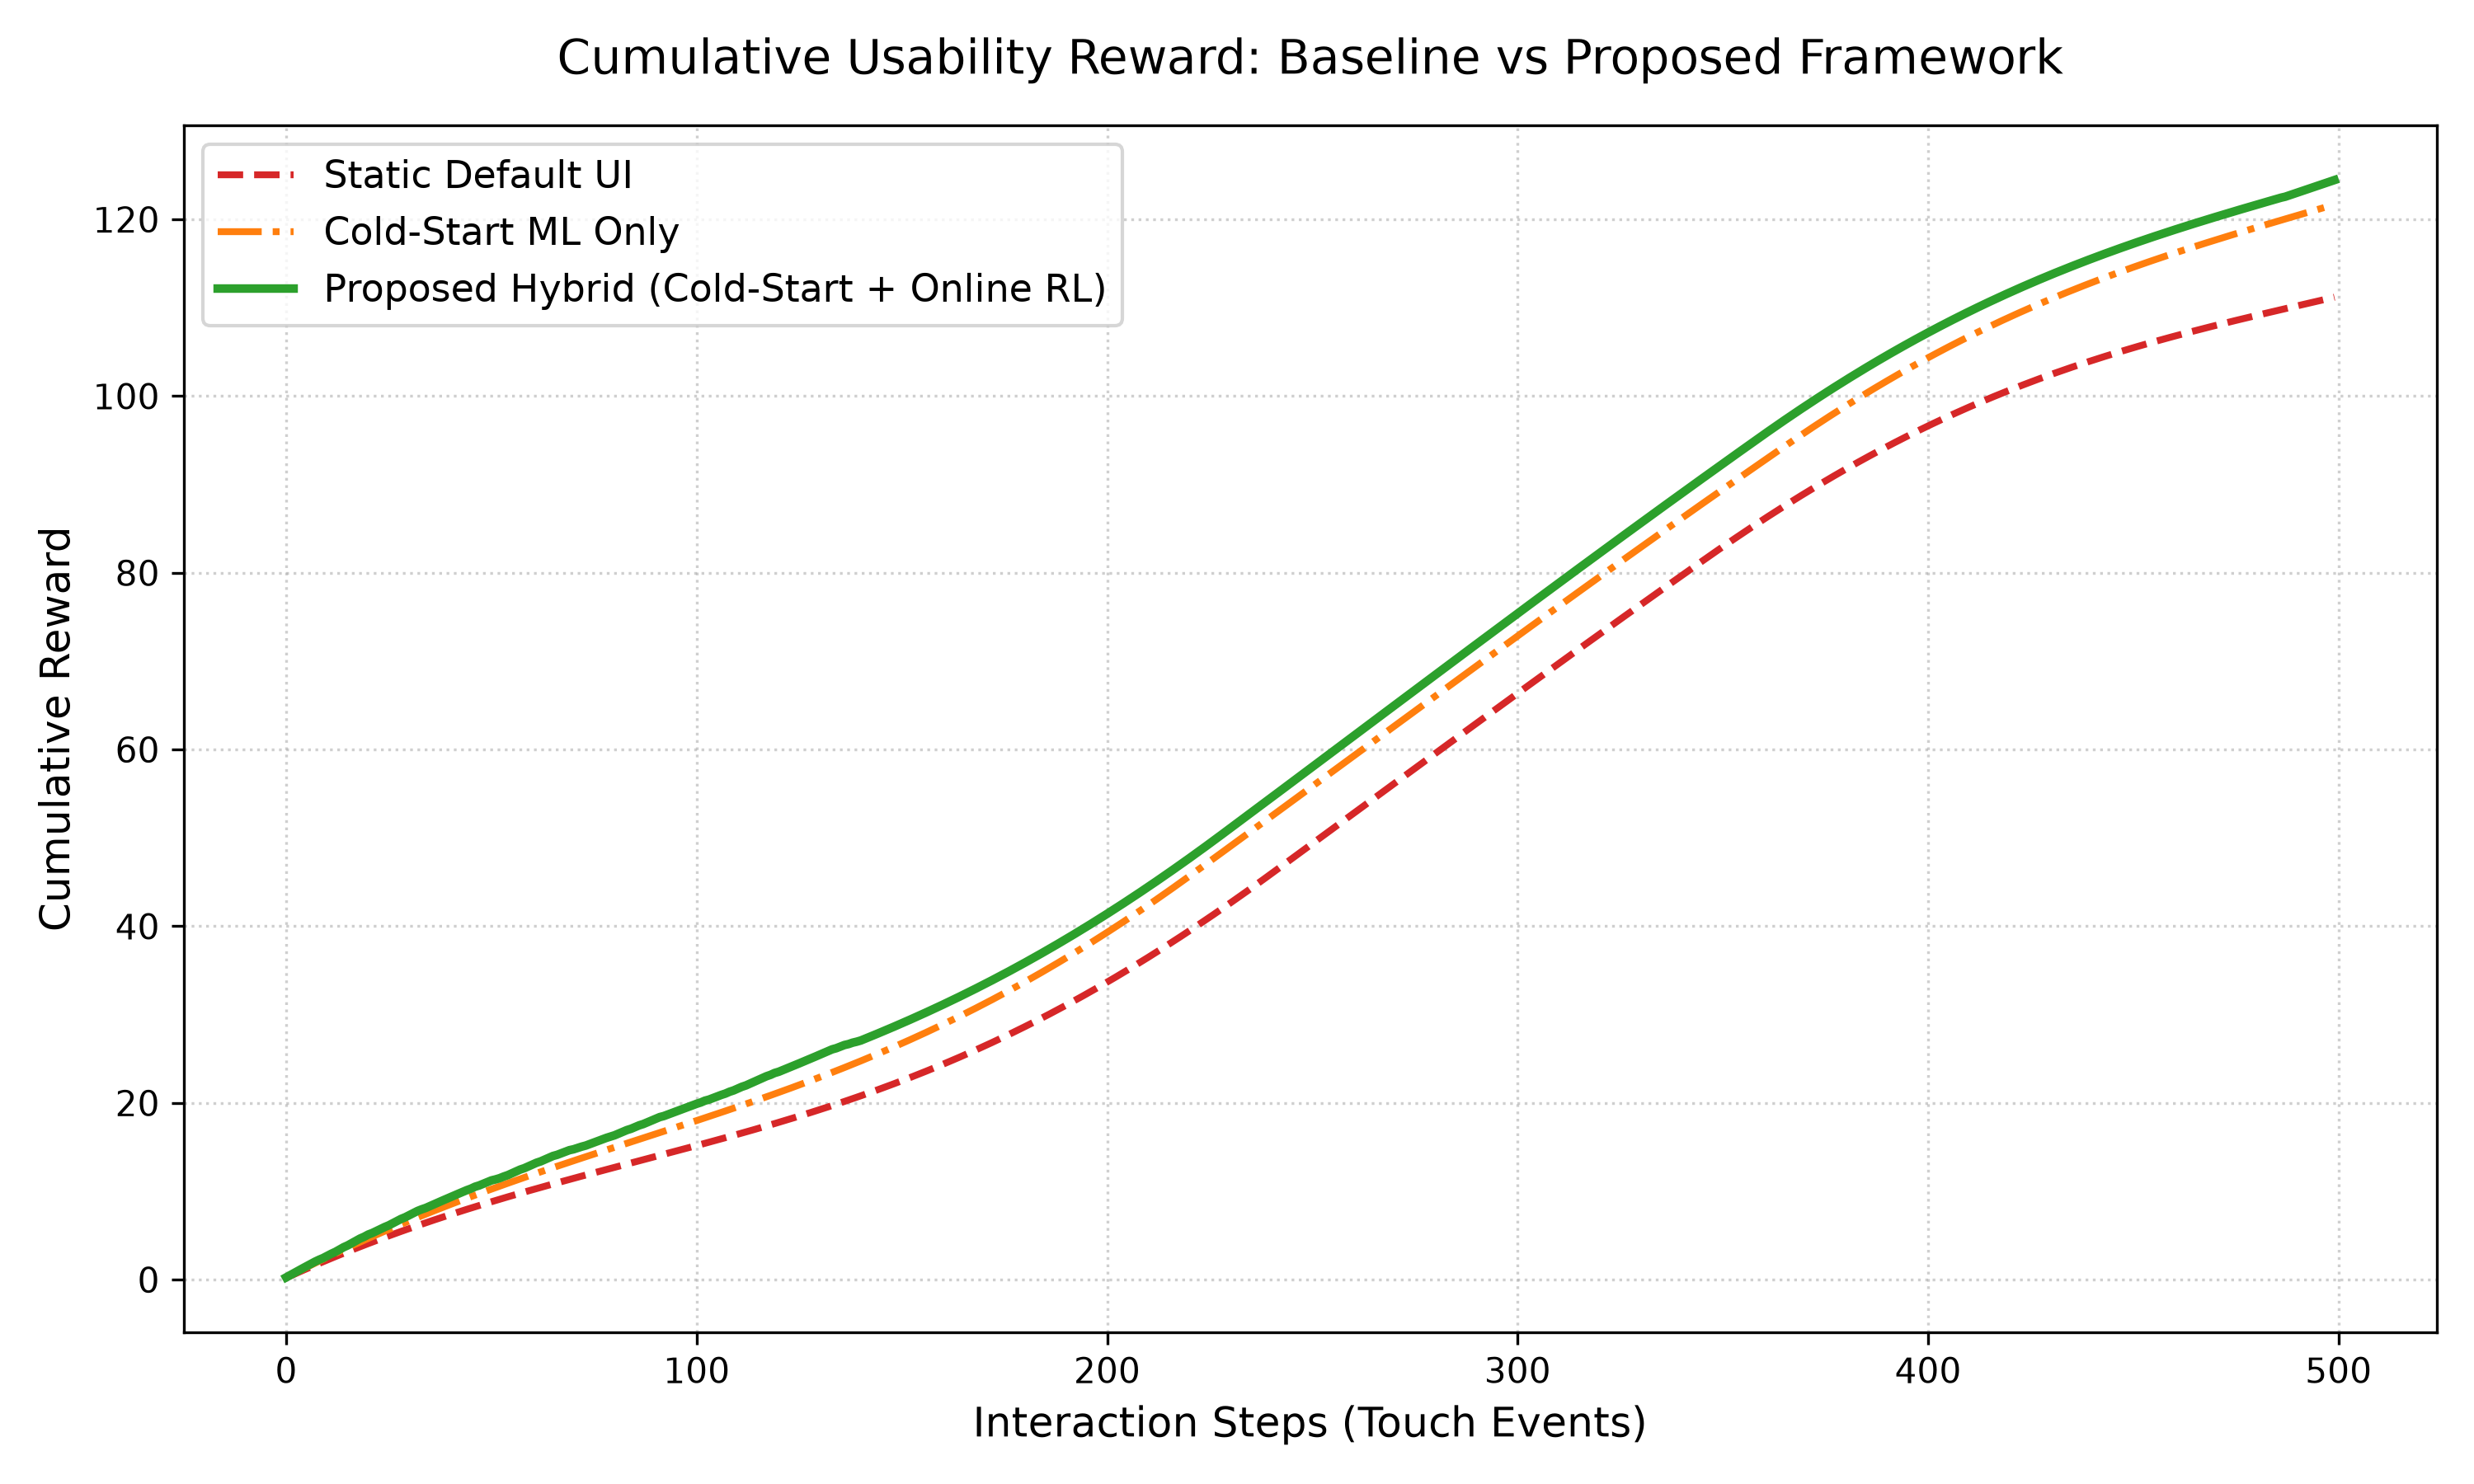 Cumulative Usability Reward: Baseline vs Proposed Framework
Static Default UI
Cold-Start ML Only
Proposed Hybrid (Cold-Start + Online RL)
120
100
80
60
40
20
0
Cumulative Reward
0 100 200 300 400 500
Interaction Steps (Touch Events)